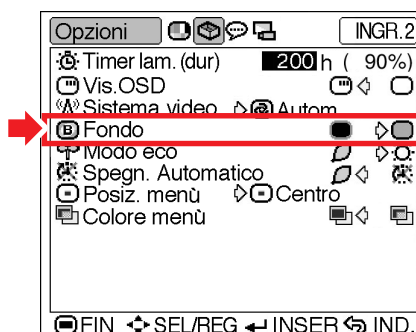 Opzioni INGR.2
Timer lam. (dur) 200 h ( 90%)
Vis.OSD
Sistema video Autom
B Fondo
Modo eco
Spegn. Automatico
Posiz. menù Centro
Colore menù
FIN SEL/REG INSER IND.